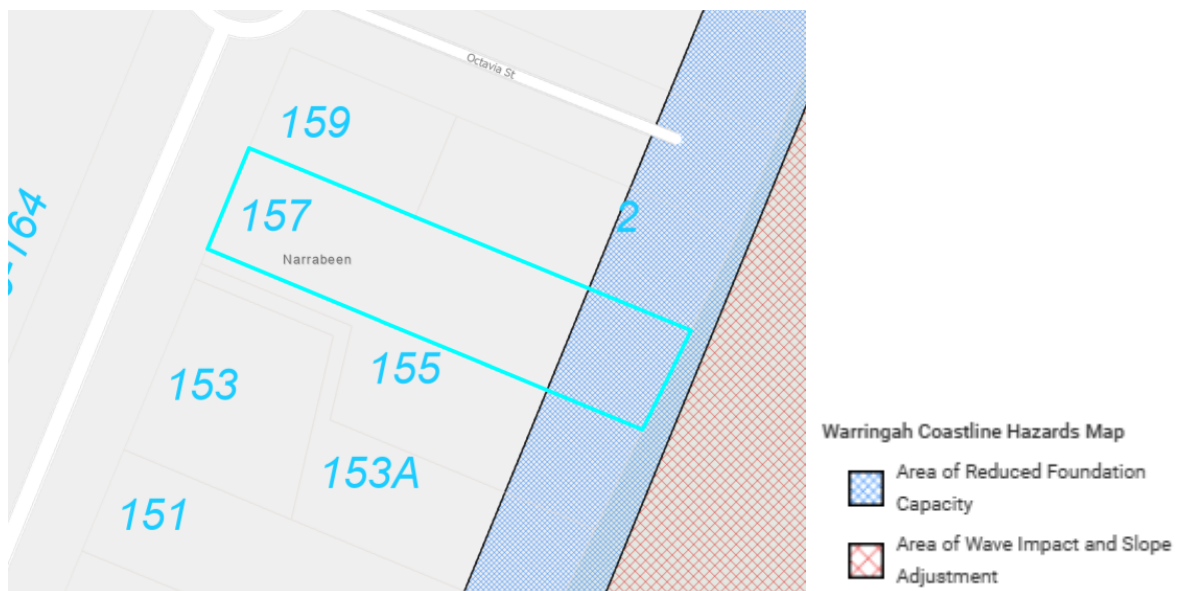 Octavia St
159
157
2
Narrabeen
155
153
153A
151
Warringah Coastline Hazards Map
Area of Reduced Foundation
Capacity
Area of Wave Impact and Slope
Adjustment